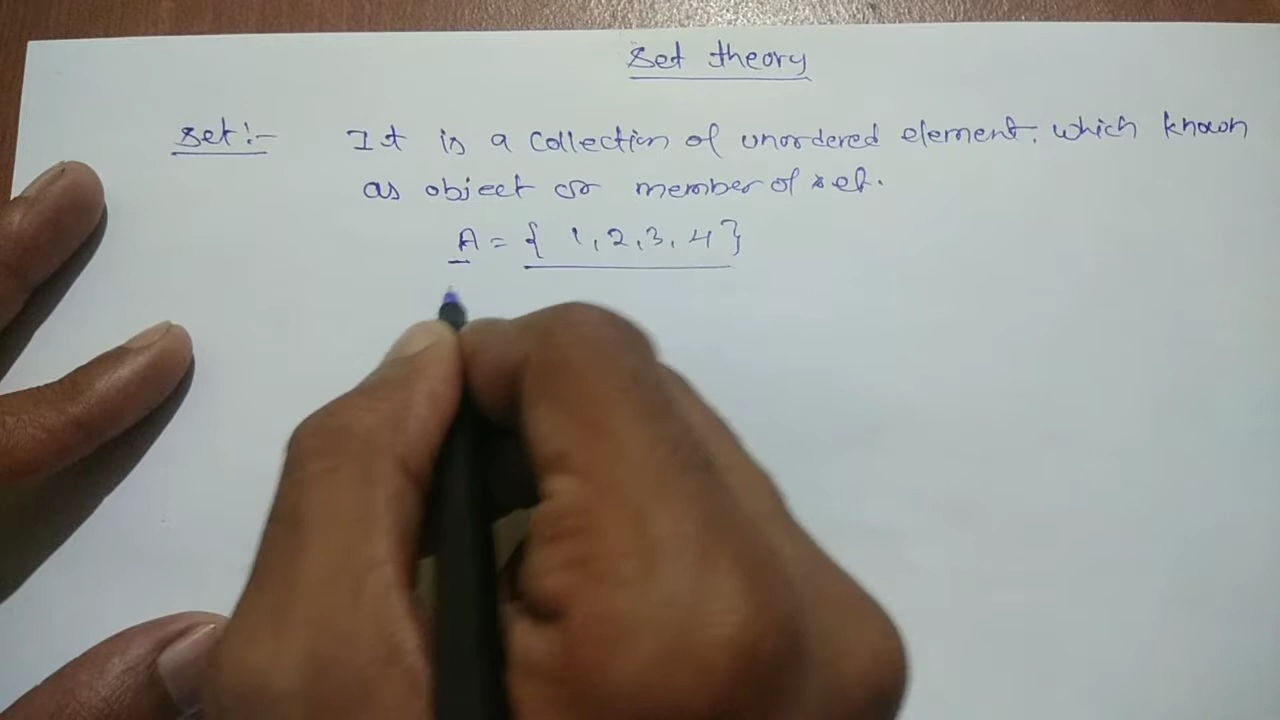 Set theory
Set:- It is a collection of unordered element. which known
as object or member of set.
A = { 1, 2, 3, 4 }